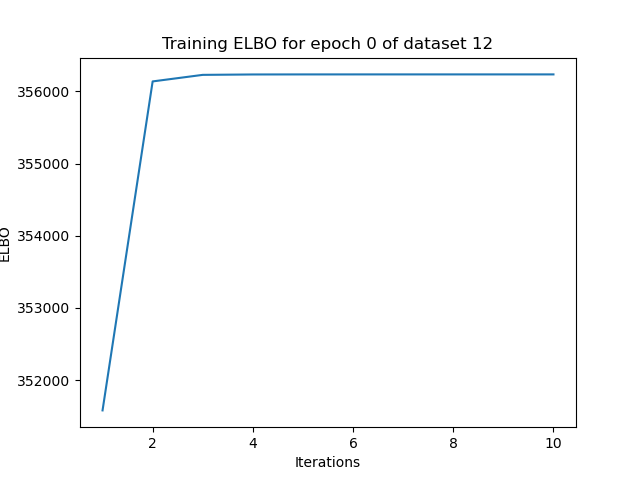 Training ELBO for epoch 0 of dataset 12
356000
355000
354000
353000
352000
ELBO
2 4 6 8 10
Iterations